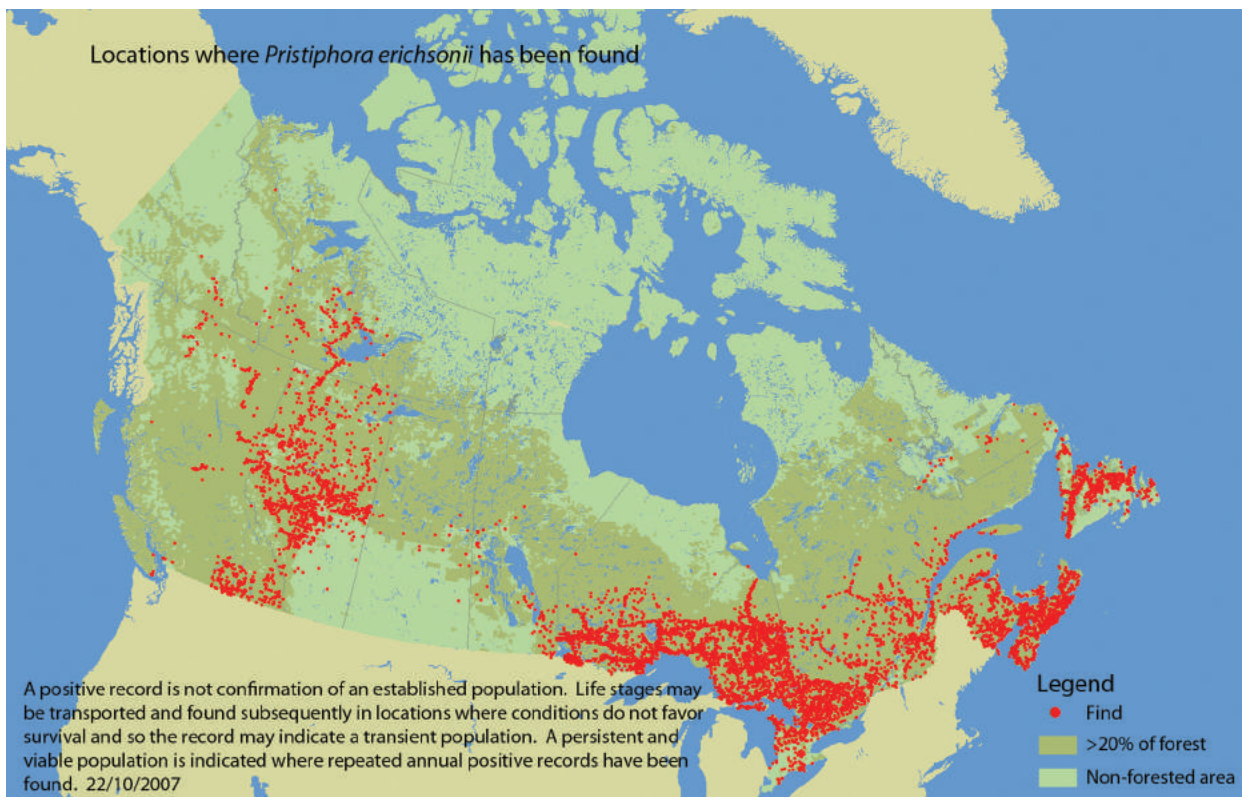 Locations where Pristiphora erichsonii has been found
A positive record is not confirmation of an established population.  Life stages may
be transported and found subsequently in locations where conditions do not favor
survival and so the record may indicate a transient population.  A persistent and
viable population is indicated where repeated annual positive records have been
found.  22/10/2007
Legend
Find
>20% of forest
Non-forested area